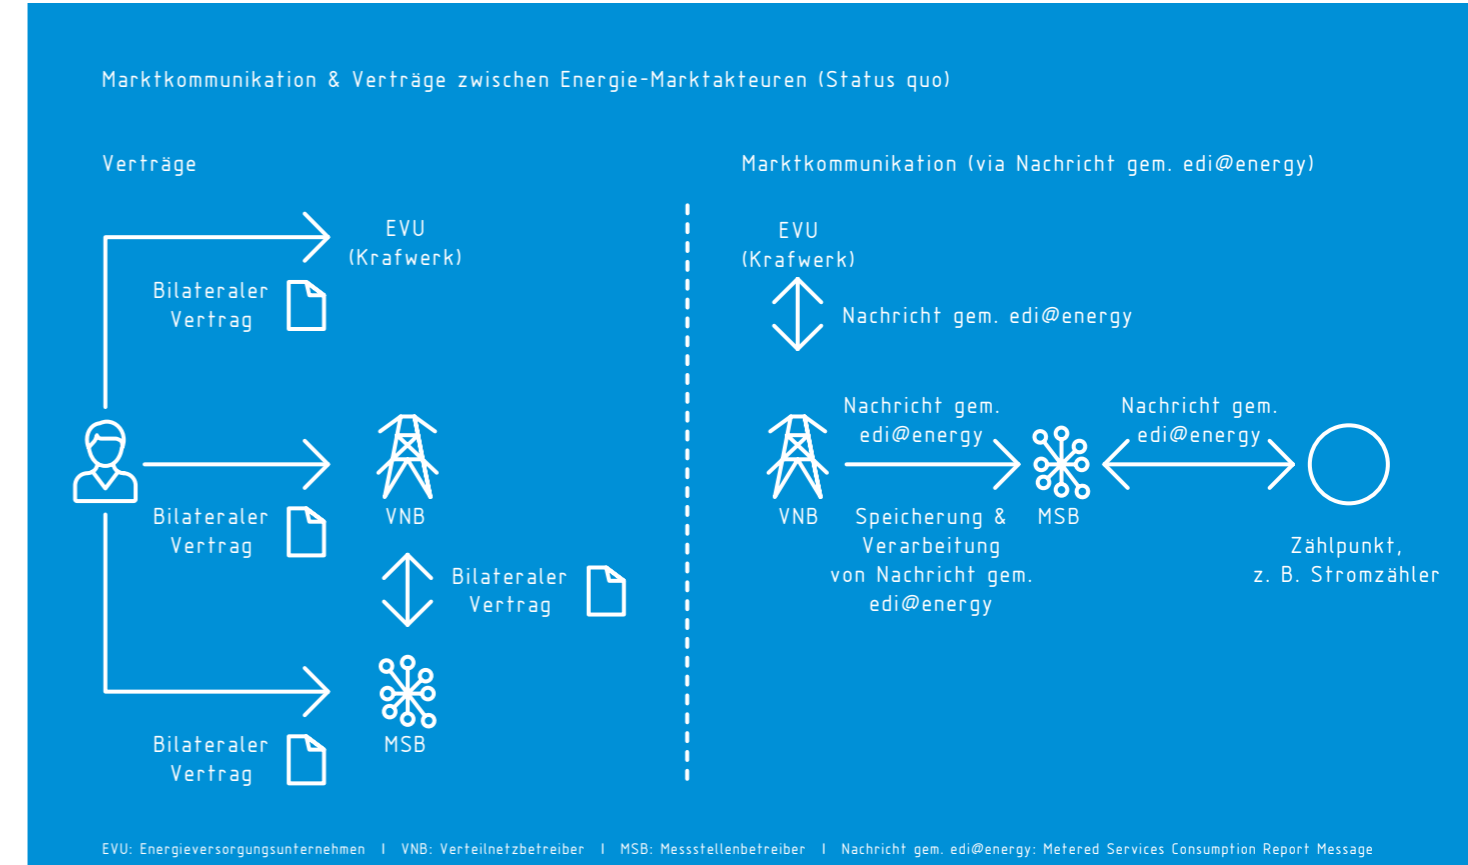 Marktkommunikation & Verträge zwischen Energie-Marktakteuren (Status quo)
Verträge
EVU
(Krafwerk)
Bilateraler
Vertrag
VNB
Bilateraler
Vertrag
Bilateraler
Vertrag
MSB
Bilateraler
Vertrag
Marktkommunikation (via Nachricht gem. edi@energy)
EVU
(Krafwerk)
Nachricht gem. edi@energy
Nachricht gem.
edi@energy
Nachricht gem.
edi@energy
VNB
Speicherung &
Verarbeitung
von Nachricht gem.
edi@energy
MSB
Zählpunkt,
z. B. Stromzähler
EVU: Energieversorgungsunternehmen I VNB: Verteilnetzbetreiber I MSB: Messstellenbetreiber I Nachricht gem. edi@energy: Metered Services Consumption Report Message